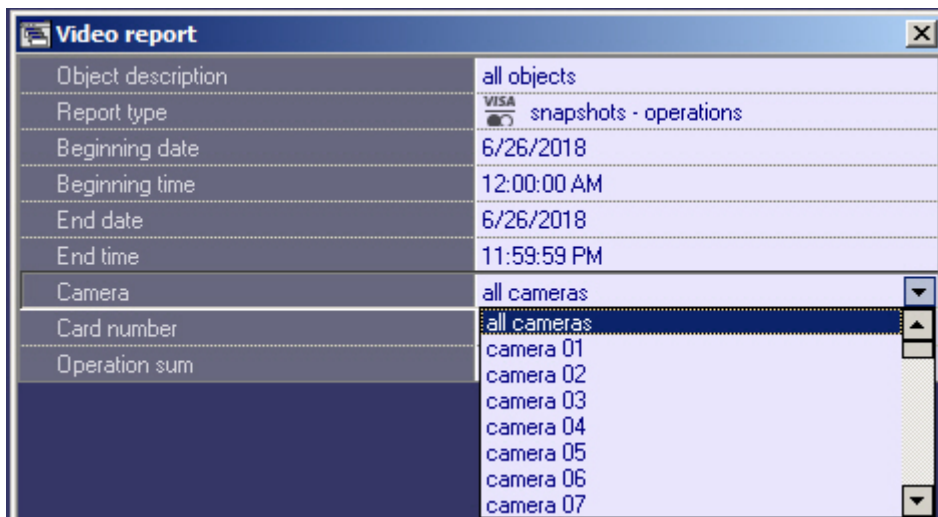 Video report
Object description all objects
Report type VISA snapshots - operations
Beginning date 6/26/2018
Beginning time 12:00:00 AM
End date 6/26/2018
End time 11:59:59 PM
Camera all cameras
Card number all cameras
camera 01
Operation sum camera 02
camera 03
camera 04
camera 05
camera 06
camera 07